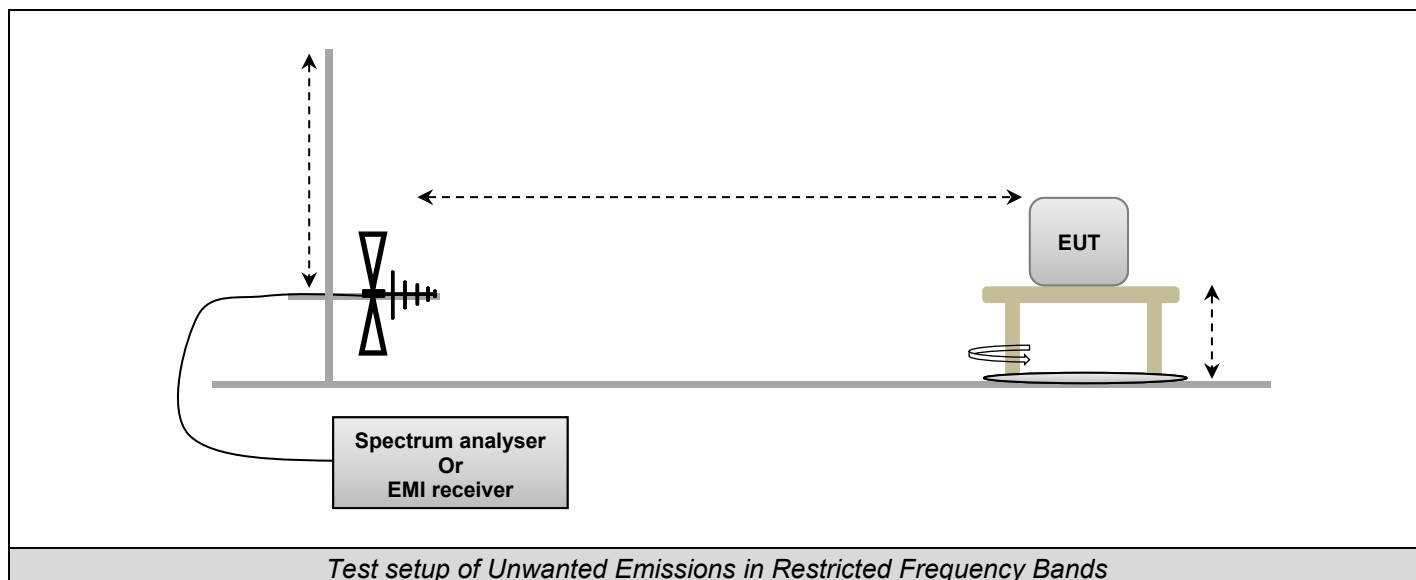 EUT
Spectrum analyser
Or
EMI receiver
Test setup of Unwanted Emissions in Restricted Frequency Bands